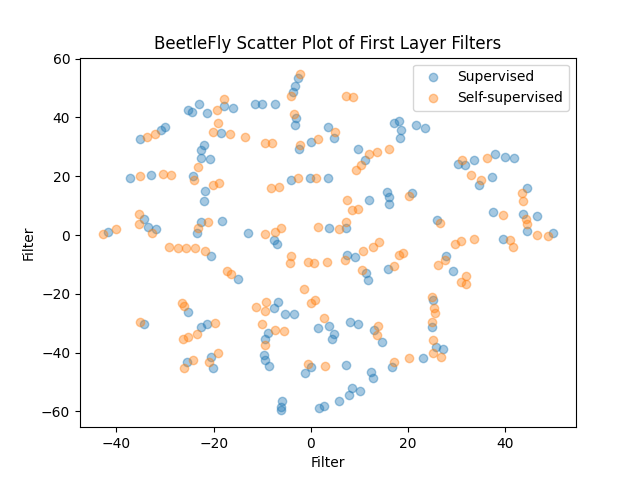 BeetleFly Scatter Plot of First Layer Filters
Supervised
Self-supervised
Filter
60
40
20
0
−20
−40
−60
−40
−20
0
20
40
Filter